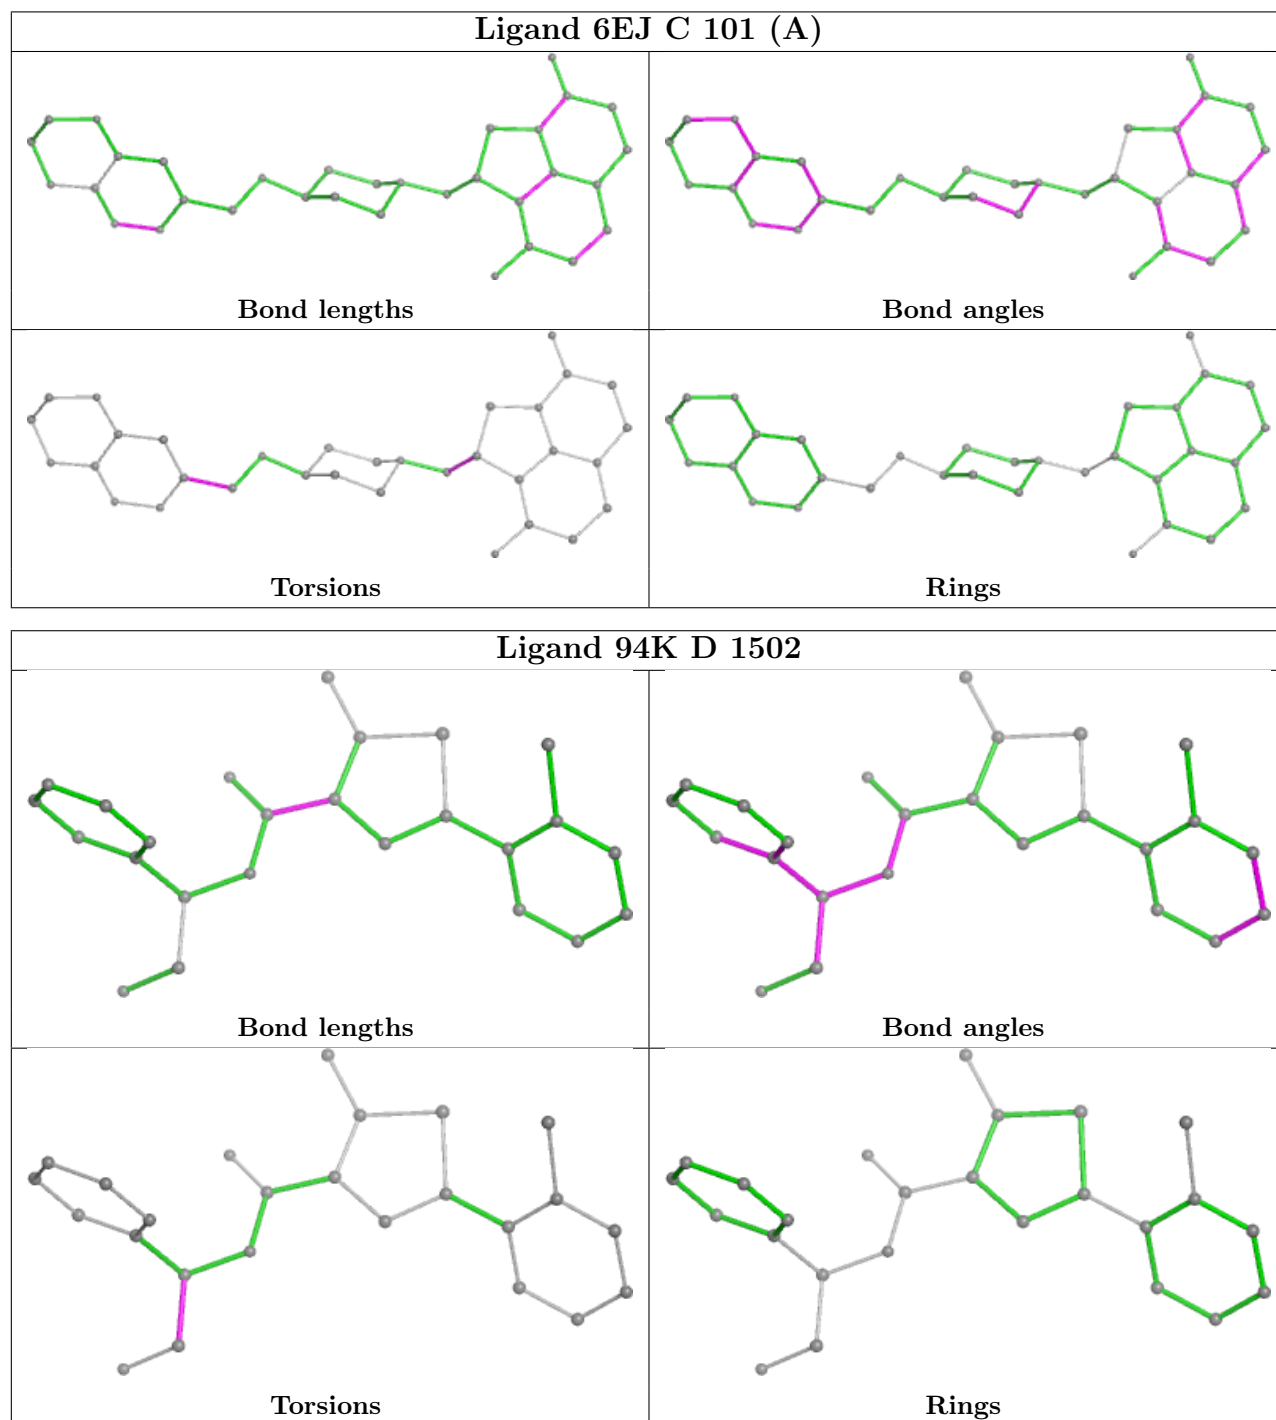 Ligand 6EJ C 101 (A)
Bond lengths
Bond angles
Torsions
Rings
Ligand 94K D 1502
Bond lengths
Bond angles
Torsions
Rings